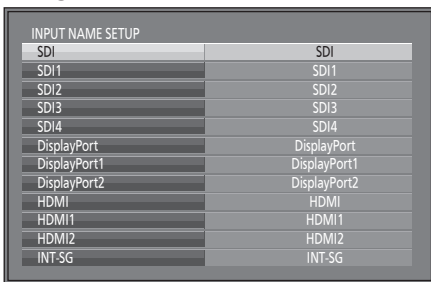 INPUT NAME SETUP
SDI SDI
SDI1 SDI1
SDI2 SDI2
SDI3 SDI3
SDI4 SDI4
DisplayPort DisplayPort
DisplayPort1 DisplayPort1
DisplayPort2 DisplayPort2
HDMI HDMI
HDMI1 HDMI1
HDMI2 HDMI2
INT-SG INT-SG